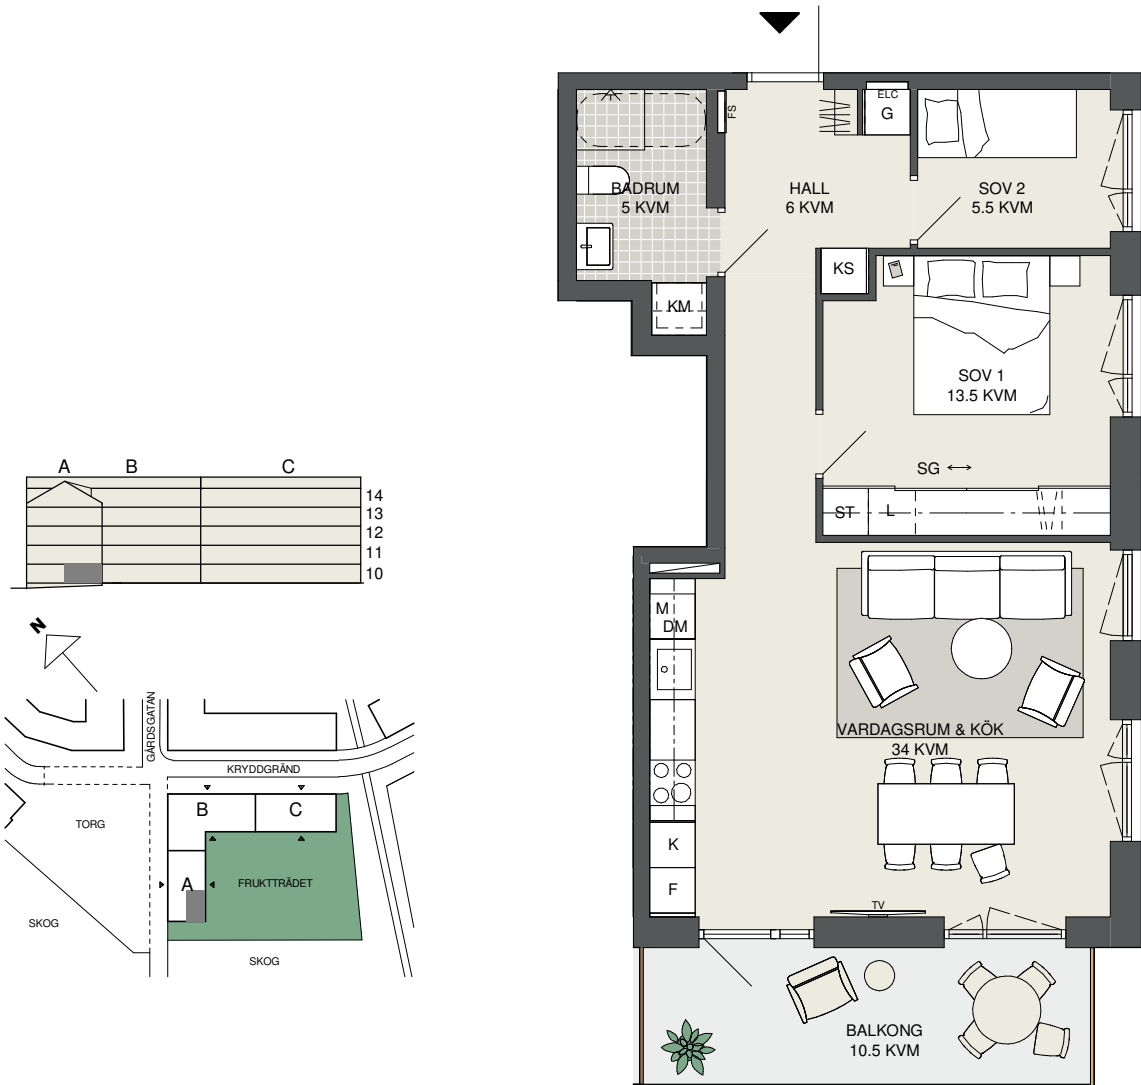 ELC
G
FS
BADRUM
5 KVM
HALL
6 KVM
SOV 2
5.5 KVM
KS
KM
SOV 1
13.5 KVM
SG
ST
L
M
DM
VARDAGSRUM & KÖK
34 KVM
K
F
TV
BALKONG
10.5 KVM
A
B
C
14
13
12
11
10
N
GÅRDSGATAN
KRYDDGRÄND
B
C
TORG
A
FRUKTTRÄDET
SKOG
SKOG